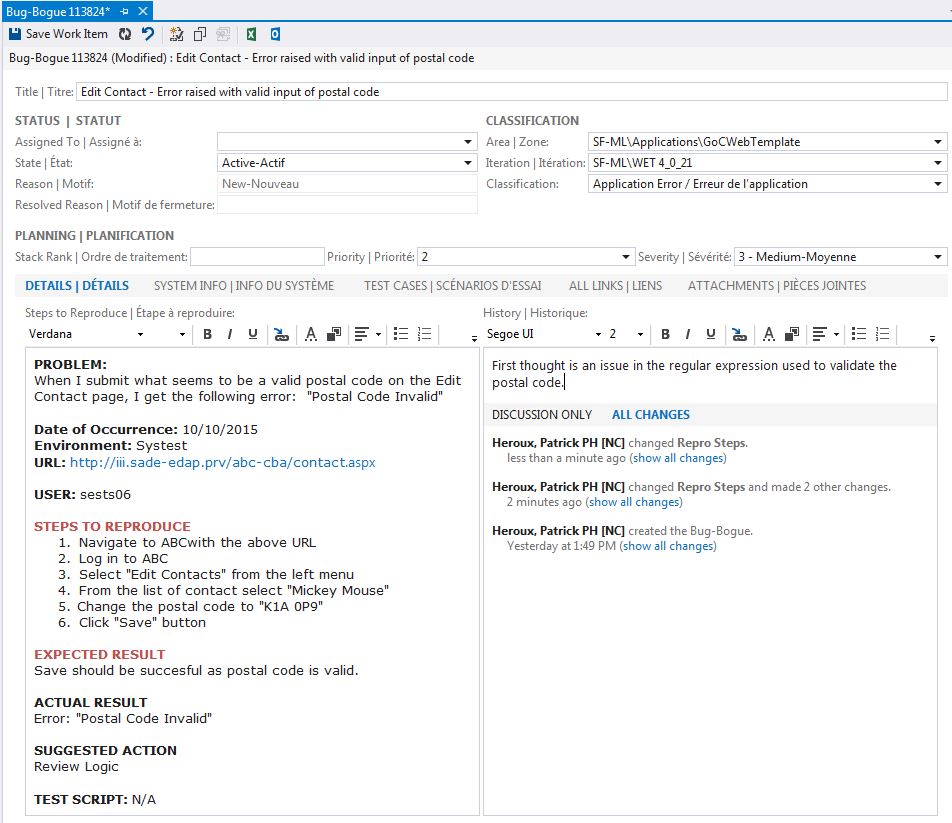 Bug-Bogue 113824*
Save Work Item
Bug-Bogue 113824 (Modified) : Edit Contact - Error raised with valid input of postal code
Title | Titre: Edit Contact - Error raised with valid input of postal code
STATUS | STATUT
Assigned To | Assigné à:
State | État: Active-Actif
Reason | Motif: New-Nouveau
Resolved Reason | Motif de fermeture:
CLASSIFICATION
Area | Zone: SF-ML\Applications\GoCWebTemplate
Iteration | Itération: SF-ML\WET 4_0_21
Classification: Application Error / Erreur de l'application
PLANNING | PLANIFICATION
Stack Rank | Ordre de traitement: Priority | Priorité: 2 Severity | Sévérité: 3 - Medium-Moyenne
DETAILS | DÉTAILS SYSTEM INFO | INFO DU SYSTÈME TEST CASES | SCÉNARIOS D'ESSAI ALL LINKS | LIENS ATTACHMENTS | PIÈCES JOINTES
Steps to Reproduce | Étape à reproduire:
Verdana B I U A
PROBLEM:
When I submit what seems to be a valid postal code on the Edit
Contact page, I get the following error: "Postal Code Invalid"
Date of Occurrence: 10/10/2015
Environment: Systest
URL: http://iii.sade-edap.prv/abc-cba/contact.aspx
USER: sests06
STEPS TO REPRODUCE
1. Navigate to ABCwith the above URL
2. Log in to ABC
3. Select "Edit Contacts" from the left menu
4. From the list of contact select "Mickey Mouse"
5. Change the postal code to "K1A 0P9"
6. Click "Save" button
EXPECTED RESULT
Save should be succesful as postal code is valid.
ACTUAL RESULT
Error: "Postal Code Invalid"
SUGGESTED ACTION
Review Logic
TEST SCRIPT: N/A
History | Historique:
Segoe UI 2 B I U A
First thought is an issue in the regular expression used to validate the
postal code.
DISCUSSION ONLY ALL CHANGES
Heroux, Patrick PH [NC] changed Repro Steps.
less than a minute ago (show all changes)
Heroux, Patrick PH [NC] changed Repro Steps and made 2 other changes.
2 minutes ago (show all changes)
Heroux, Patrick PH [NC] created the Bug-Bogue.
Yesterday at 1:49 PM (show all changes)